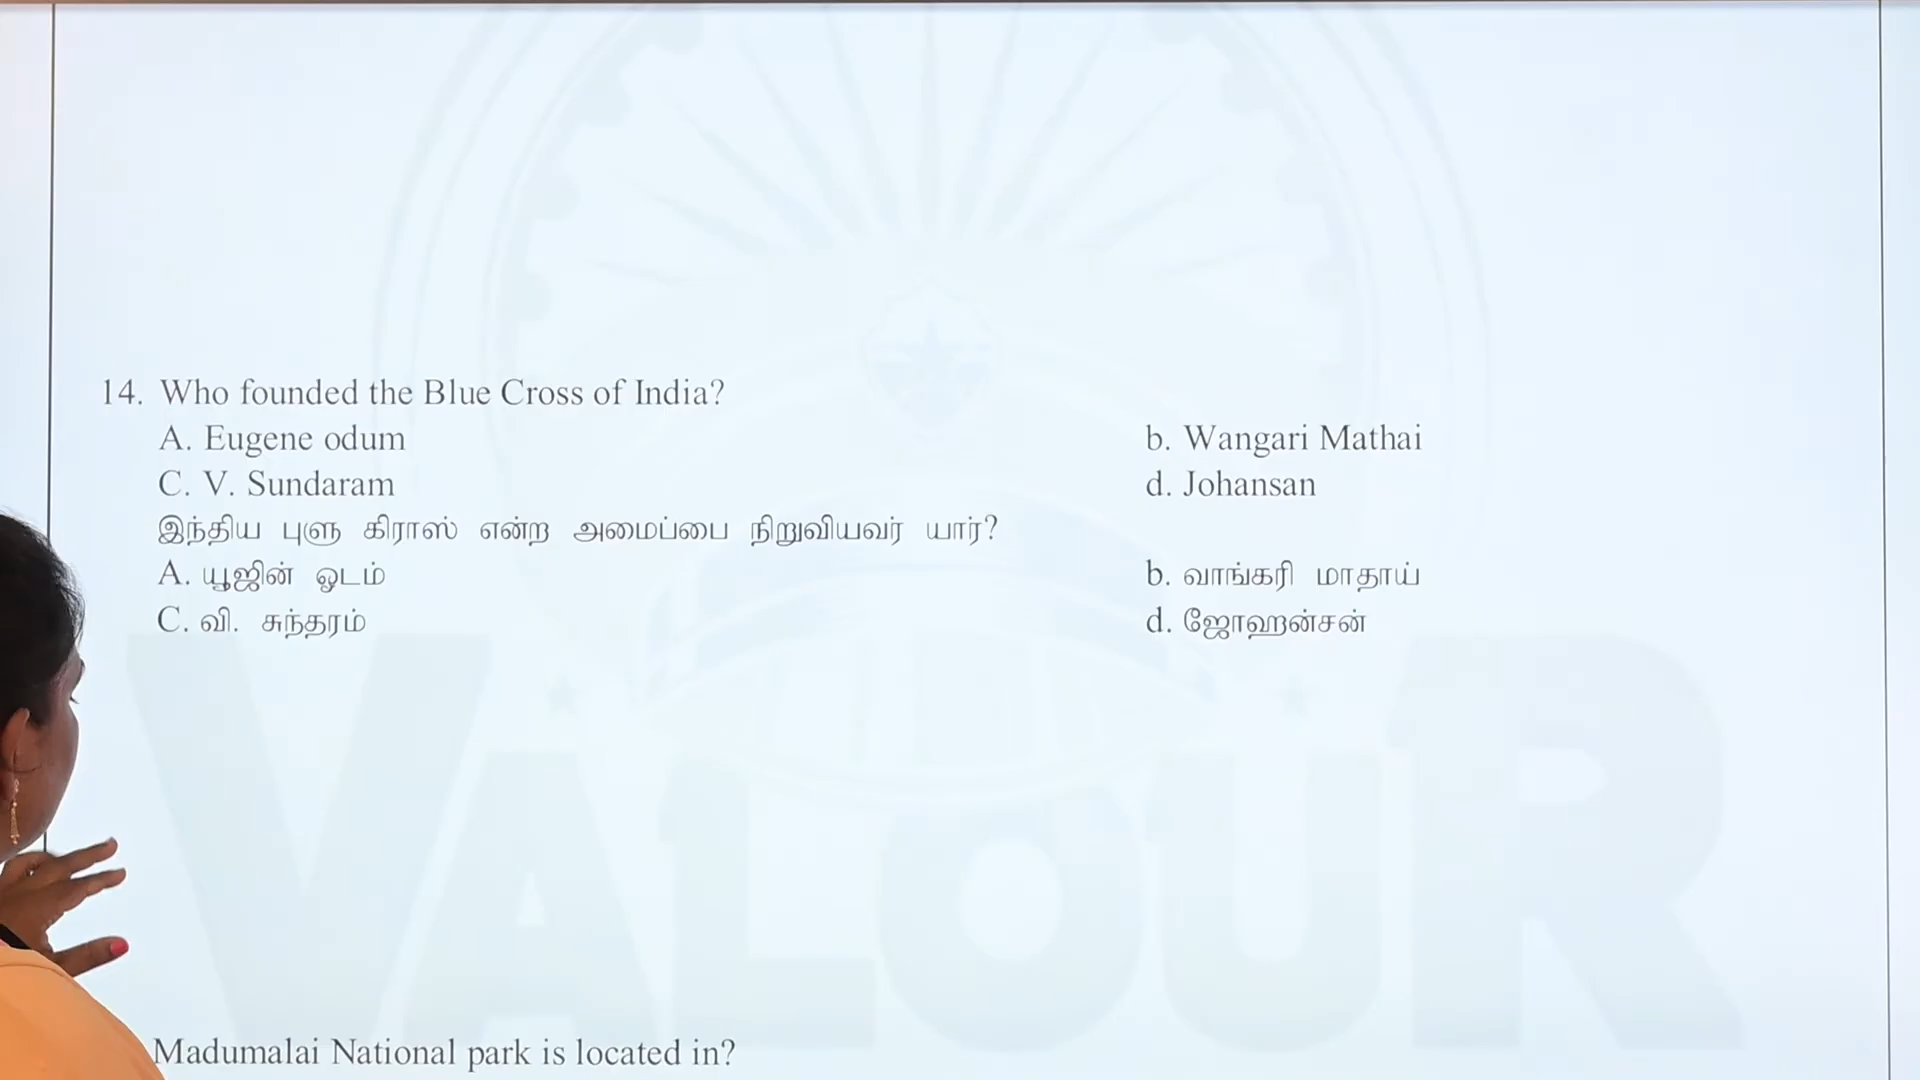 14. Who founded the Blue Cross of India?
A. Eugene odum b. Wangari Mathai
C. V. Sundaram d. Johansan
இந்திய புளு கிராஸ் என்ற அமைப்பை நிறுவியவர் யார்?
A. யூஜின் ஓடம் b. வாங்கரி மாதாய்
C. வி. சுந்தரம் d. ஜோஹன்சன்
VALOUR
Madumalai National park is located in?